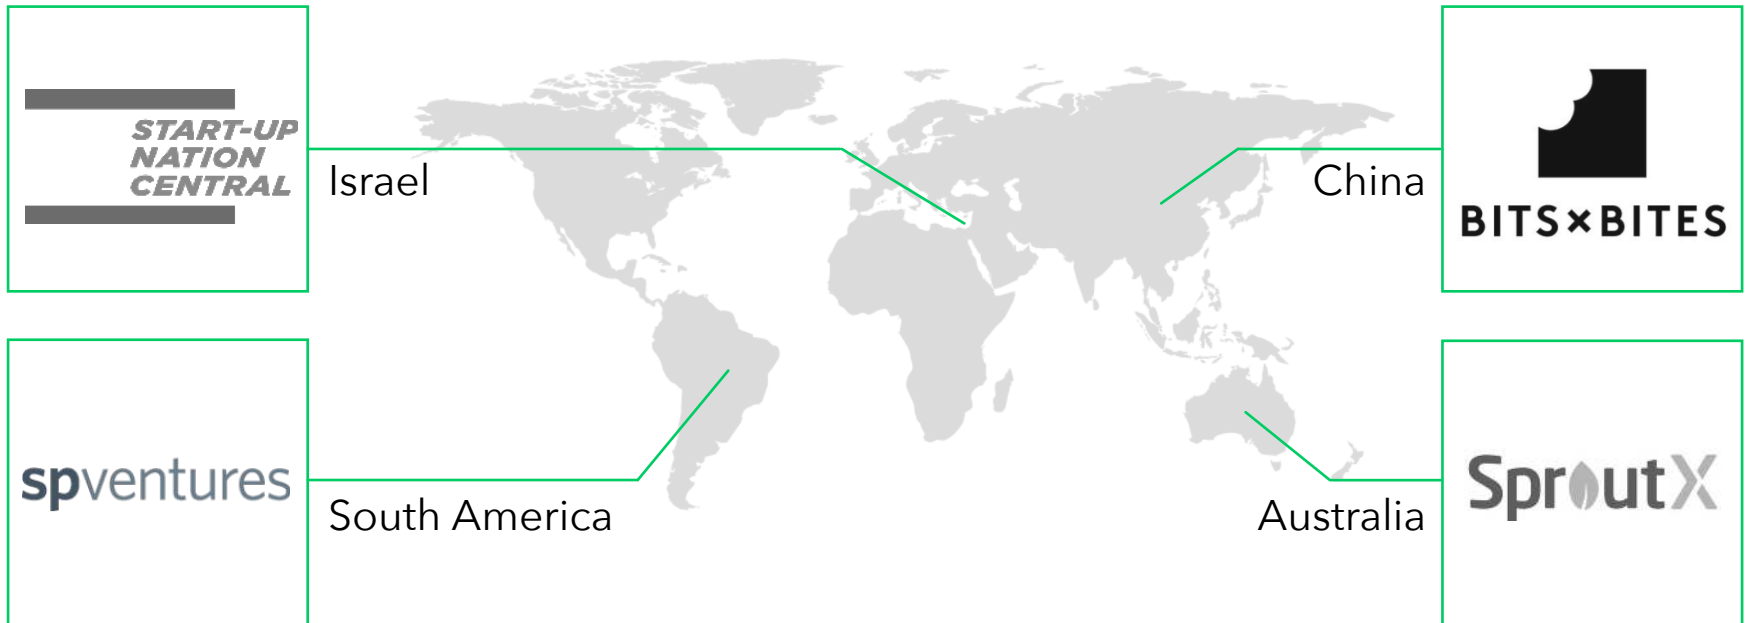 START-UP
NATION
CENTRAL
Israel
China
BITS×BITES
spventures
South America
Australia
SproutX